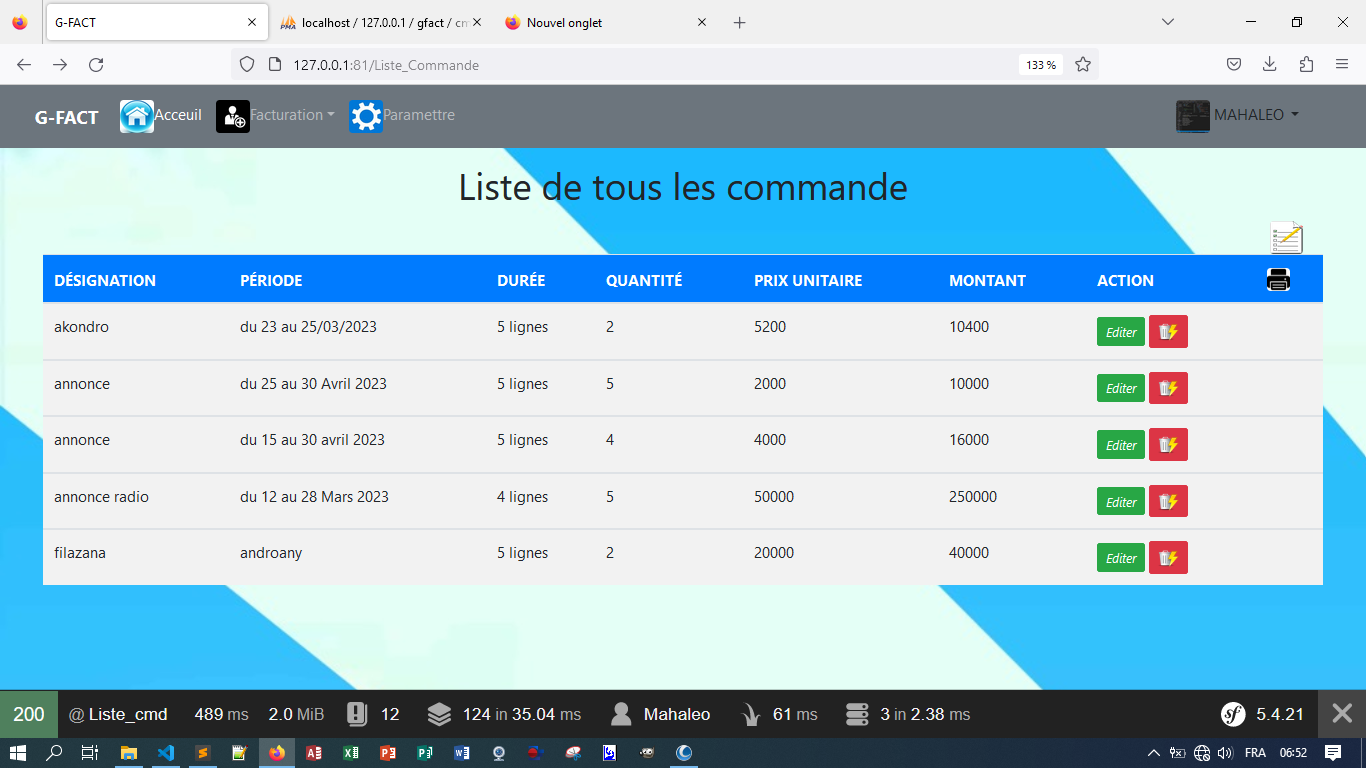 G-FACT
localhost / 127.0.0.1 / gfact / cm
Nouvel onglet
127.0.0.1:81/Liste_Commande
133 %
G-FACT Acceuil Facturation Paramettre MAHALEO
Liste de tous les commande
DÉSIGNATION PÉRIODE DURÉE QUANTITÉ PRIX UNITAIRE MONTANT ACTION
akondro du 23 au 25/03/2023 5 lignes 2 5200 10400 Editer
annonce du 25 au 30 Avril 2023 5 lignes 5 2000 10000 Editer
annonce du 15 au 30 avril 2023 5 lignes 4 4000 16000 Editer
annonce radio du 12 au 28 Mars 2023 4 lignes 5 50000 250000 Editer
filazana androany 5 lignes 2 20000 40000 Editer
200 @ Liste_cmd 489 ms 2.0 MiB 12 124 in 35.04 ms Mahaleo 61 ms 3 in 2.38 ms sf 5.4.21
FRA 06:52